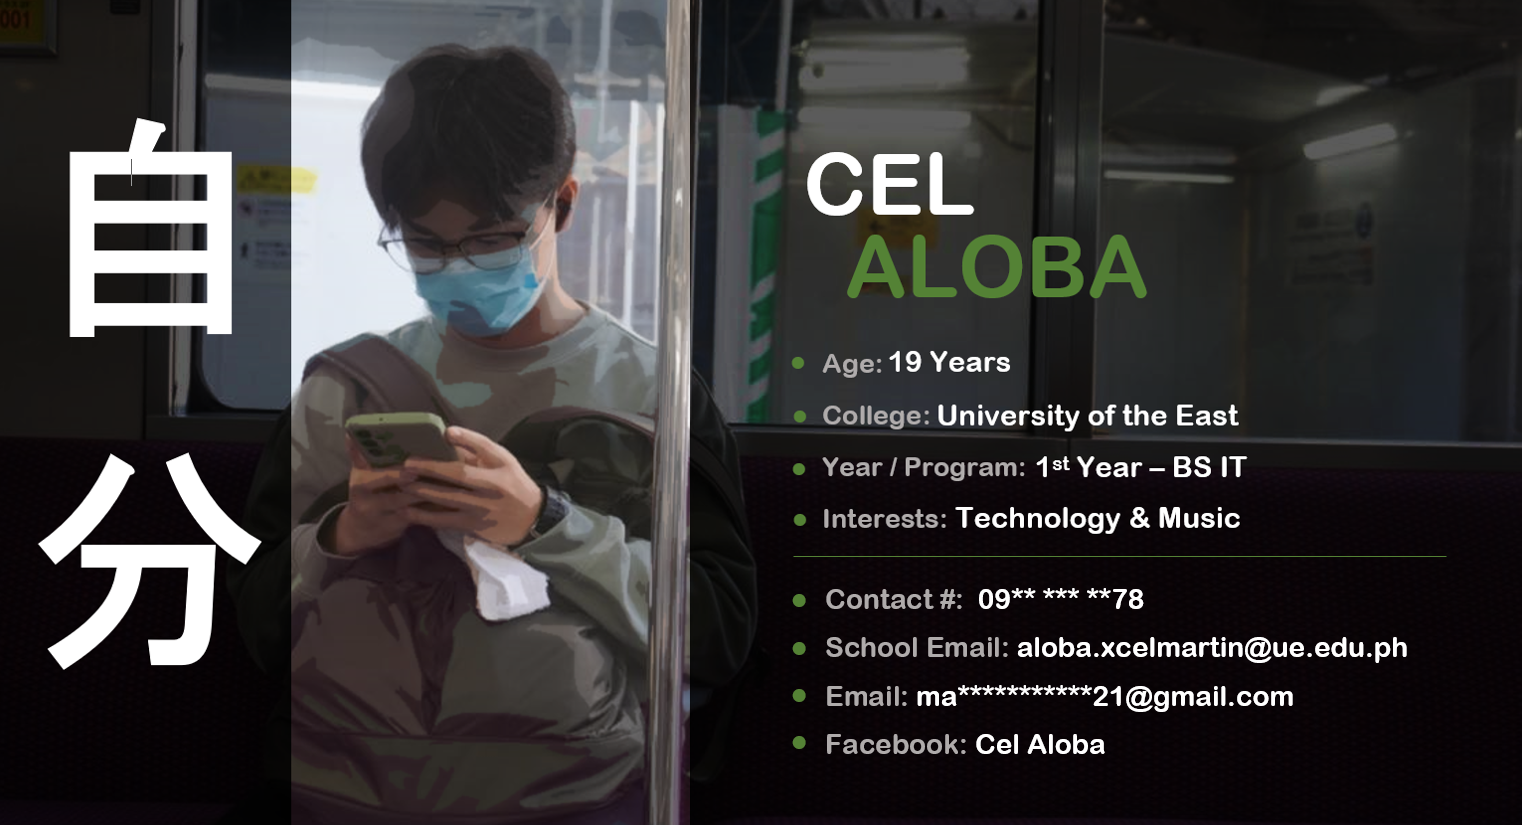 001
自
分
CEL
ALOBA
Age: 19 Years
College: University of the East
Year / Program: 1st Year – BS IT
Interests: Technology & Music
Contact #: 09** *** **78
School Email: aloba.xcelmartin@ue.edu.ph
Email: ma***********21@gmail.com
Facebook: Cel Aloba